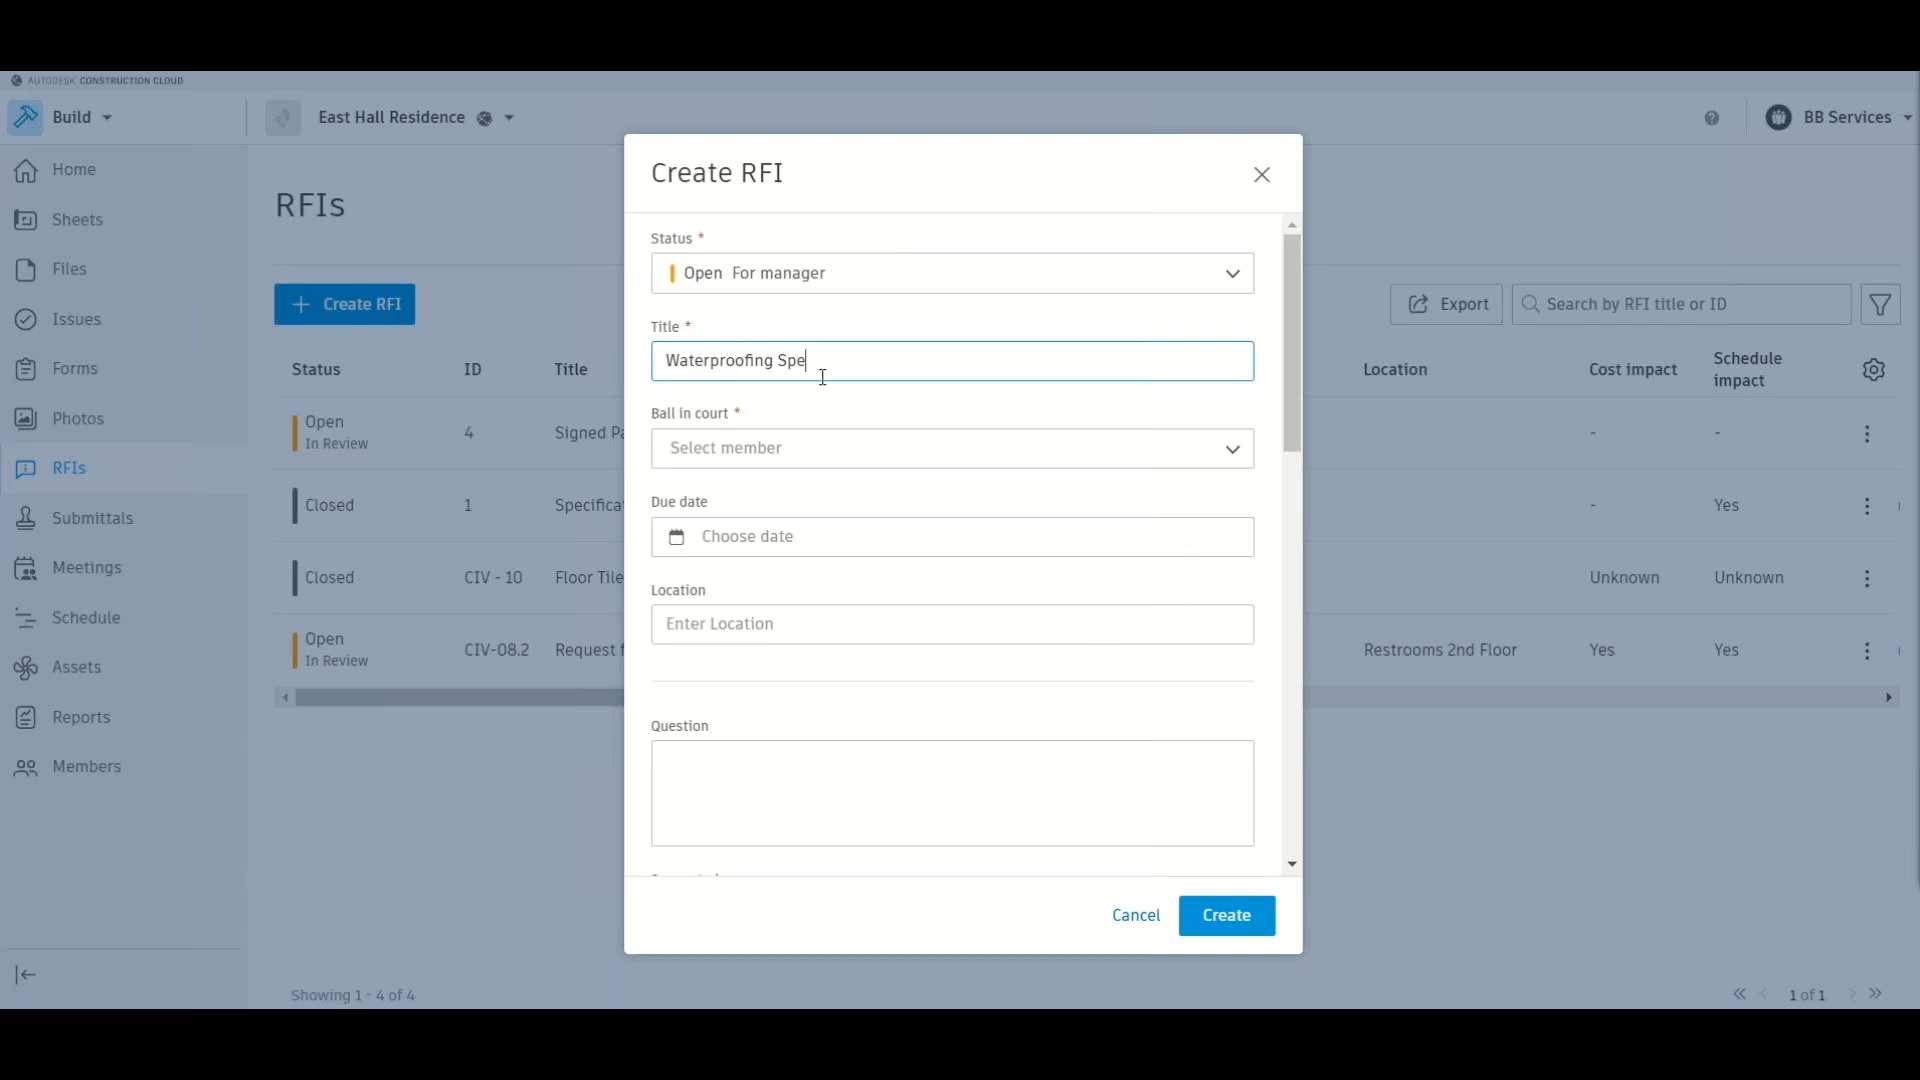 AUTODESK CONSTRUCTION CLOUD
Build
East Hall Residence
BB Services
Home
Sheets
Files
Issues
Forms
Photos
RFIs
Submittals
Meetings
Schedule
Assets
Reports
Members
RFIs
Create RFI
Export
Search by RFI title or ID
Status ID Title Location Cost impact Schedule impact
Open
In Review
4 Signed - -
Closed 1 - Yes
Closed CIV - 10 Floor Tile Unknown Unknown
Open
In Review
CIV-08.2 Request Restrooms 2nd Floor Yes Yes
Showing 1 - 4 of 4
1 of 1
Create RFI
Status *
Open For manager
Title *
Waterproofing Spe
Ball in court *
Select member
Due date
Choose date
Location
Enter Location
Question
Cancel
Create